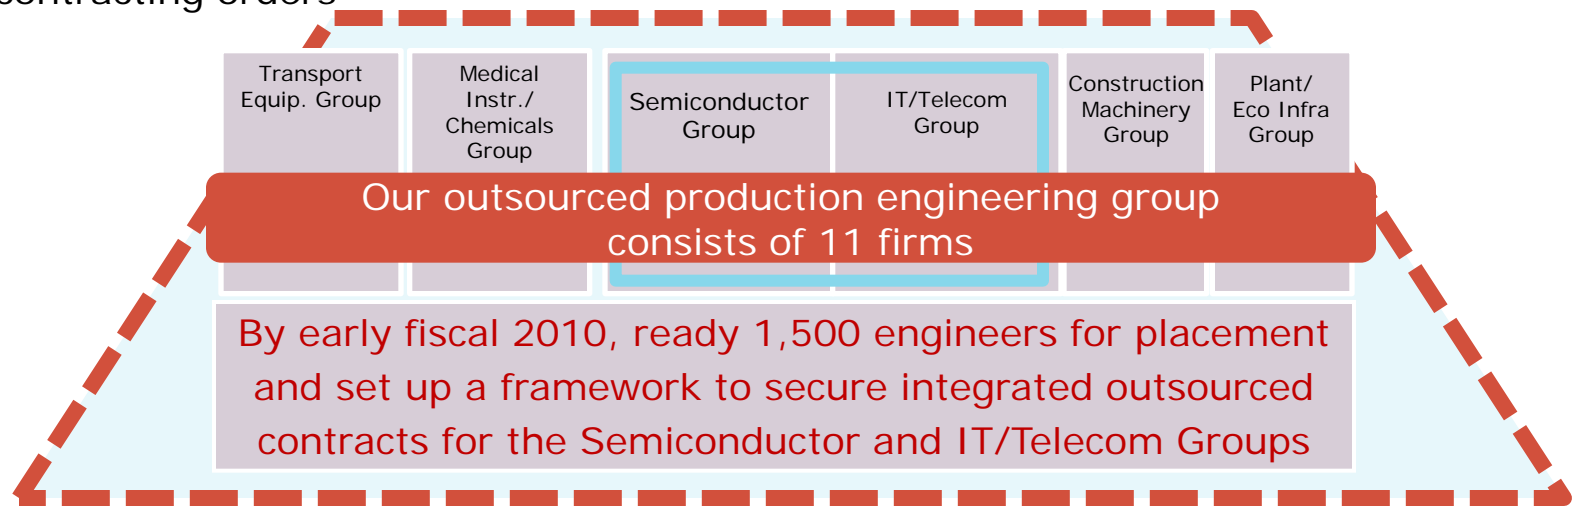 contracting orders
Transport
Equip. Group
Medical
Instr./
Chemicals
Group
Semiconductor
Group
IT/Telecom
Group
Construction
Machinery
Group
Plant/
Eco Infra
Group
Our outsourced production engineering group
consists of 11 firms
By early fiscal 2010, ready 1,500 engineers for placement
and set up a framework to secure integrated outsourced
contracts for the Semiconductor and IT/Telecom Groups